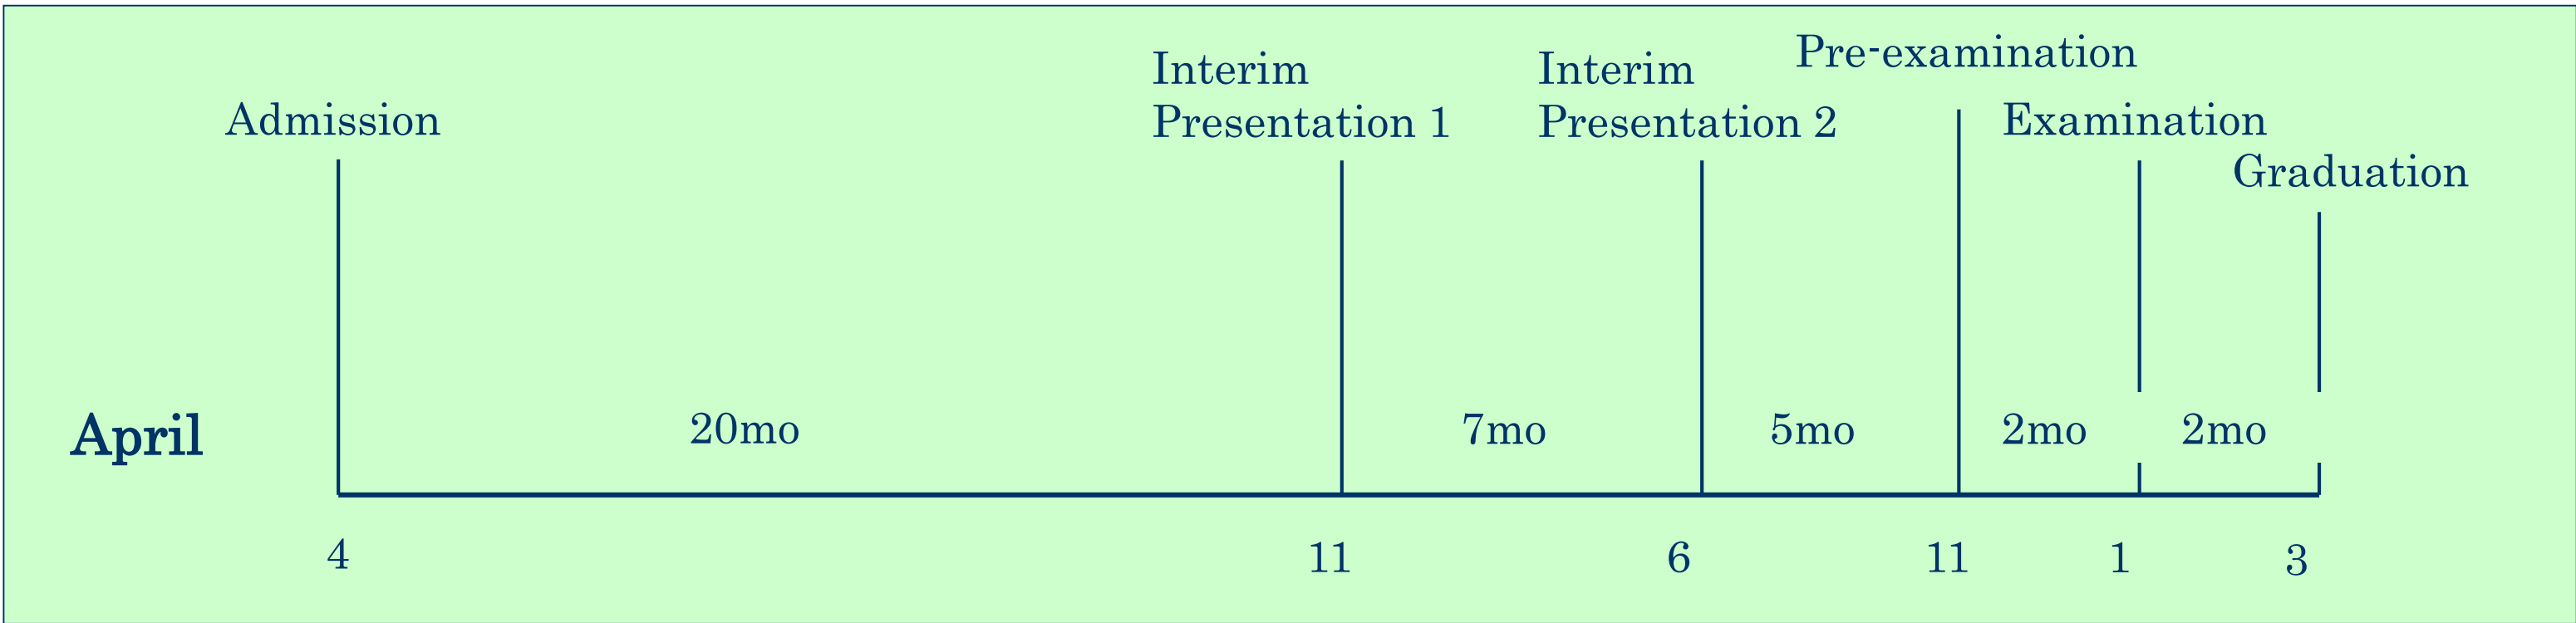 Admission
Interim
Presentation 1
Interim
Presentation 2
Pre-examination
Examination
Graduation
April
20mo
7mo
5mo
2mo
2mo
4
11
6
11
1
3